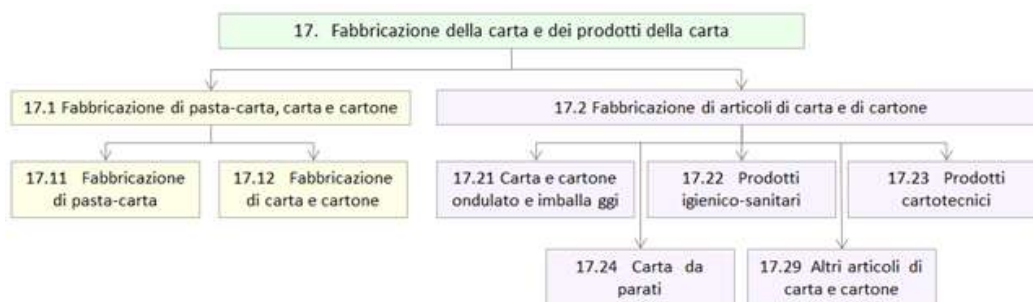 17. Fabbricazione della carta e dei prodotti della carta
17.1 Fabbricazione di pasta-carta, carta e cartone
17.2 Fabbricazione di articoli di carta e di cartone
17.11 Fabbricazione
di pasta-carta
17.12 Fabbricazione
di carta e cartone
17.21 Carta e cartone
ondulato e imballa ggi
17.22 Prodotti
igienico-sanitari
17.23 Prodotti
cartotecnici
17.24 Carta da
parati
17.29 Altri articoli di
carta e cartone